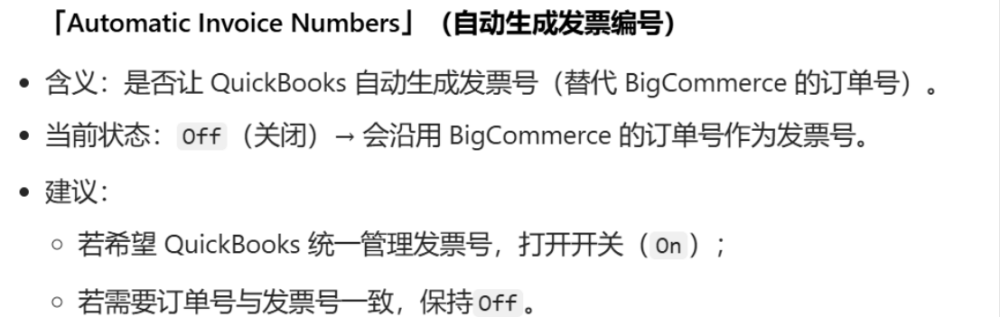 「Automatic Invoice Numbers」（自动生成发票编号）
• 含义：是否让 QuickBooks 自动生成发票号（替代 BigCommerce 的订单号）。
• 当前状态：Off（关闭）→ 会沿用 BigCommerce 的订单号作为发票号。
• 建议：
○ 若希望 QuickBooks 统一管理发票号，打开开关（On）；
○ 若需要订单号与发票号一致，保持Off。